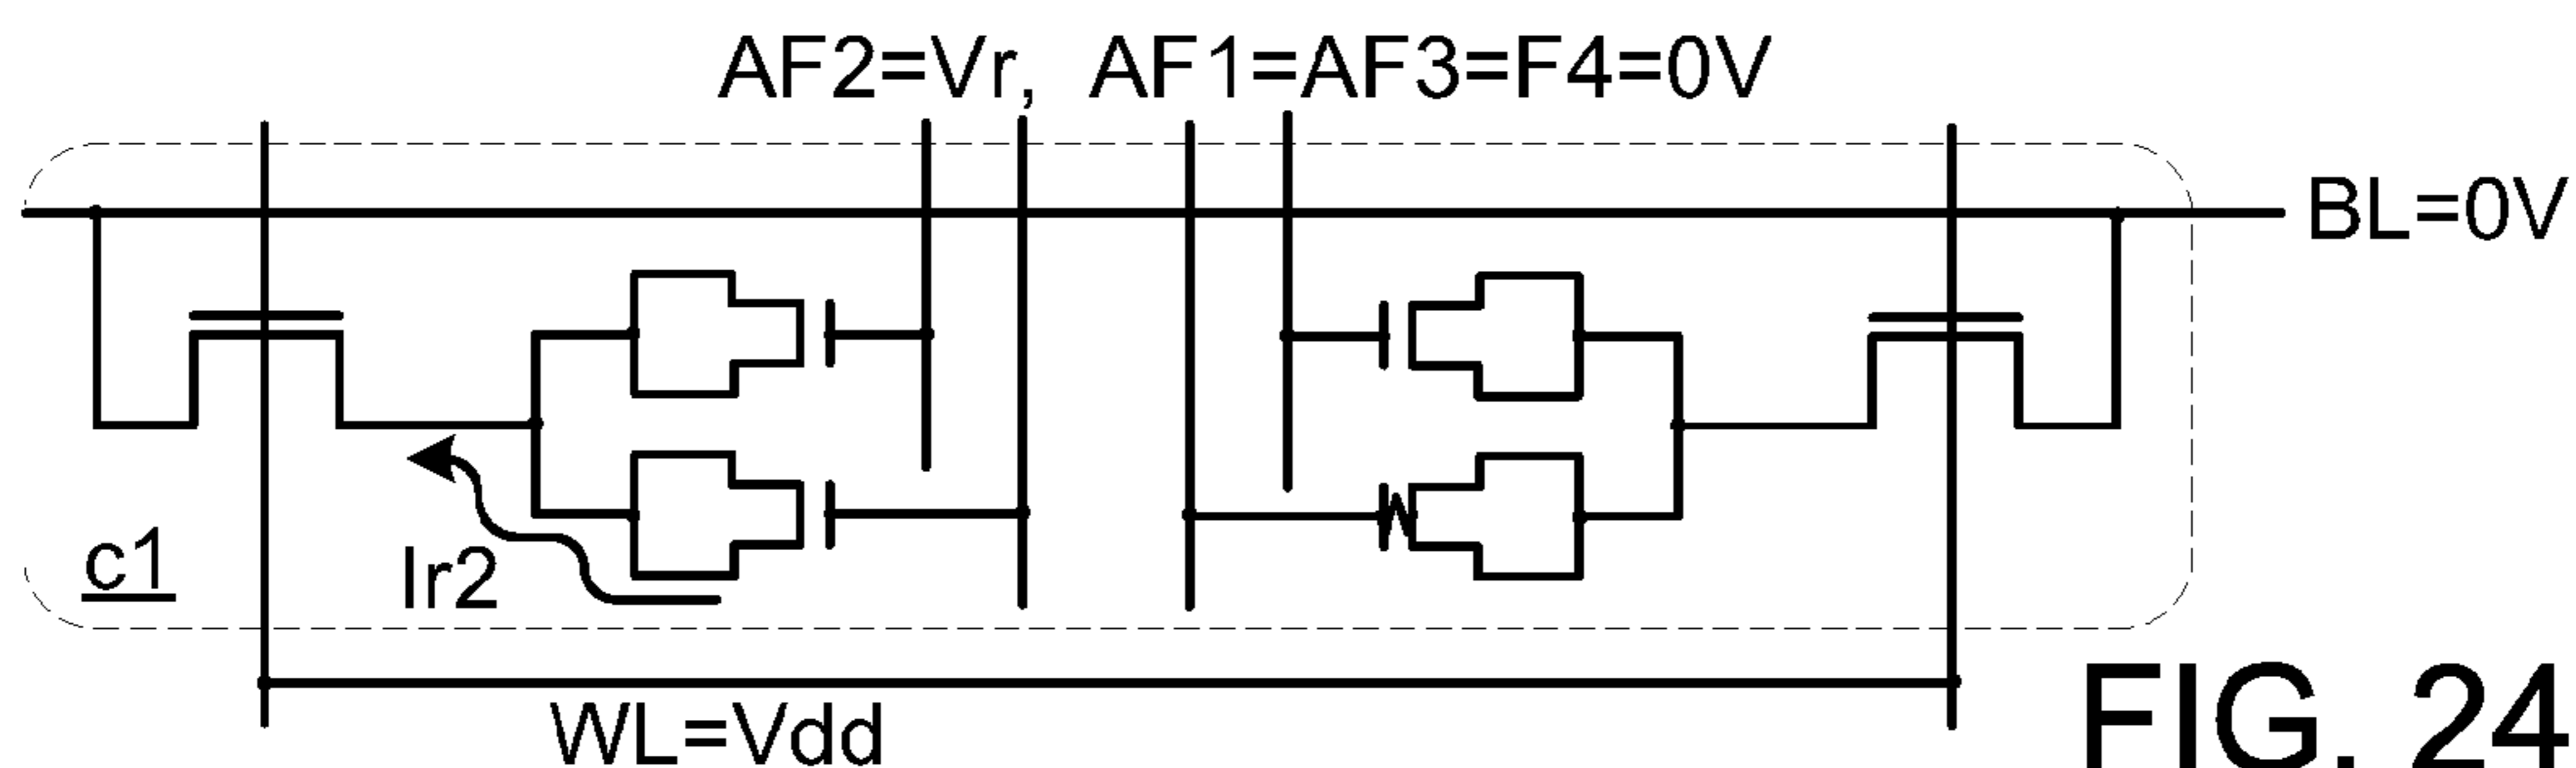 AF2=Vr, AF1=AF3=F4=0V
BL=0V
c1
Ir2
WL=Vdd
FIG. 24